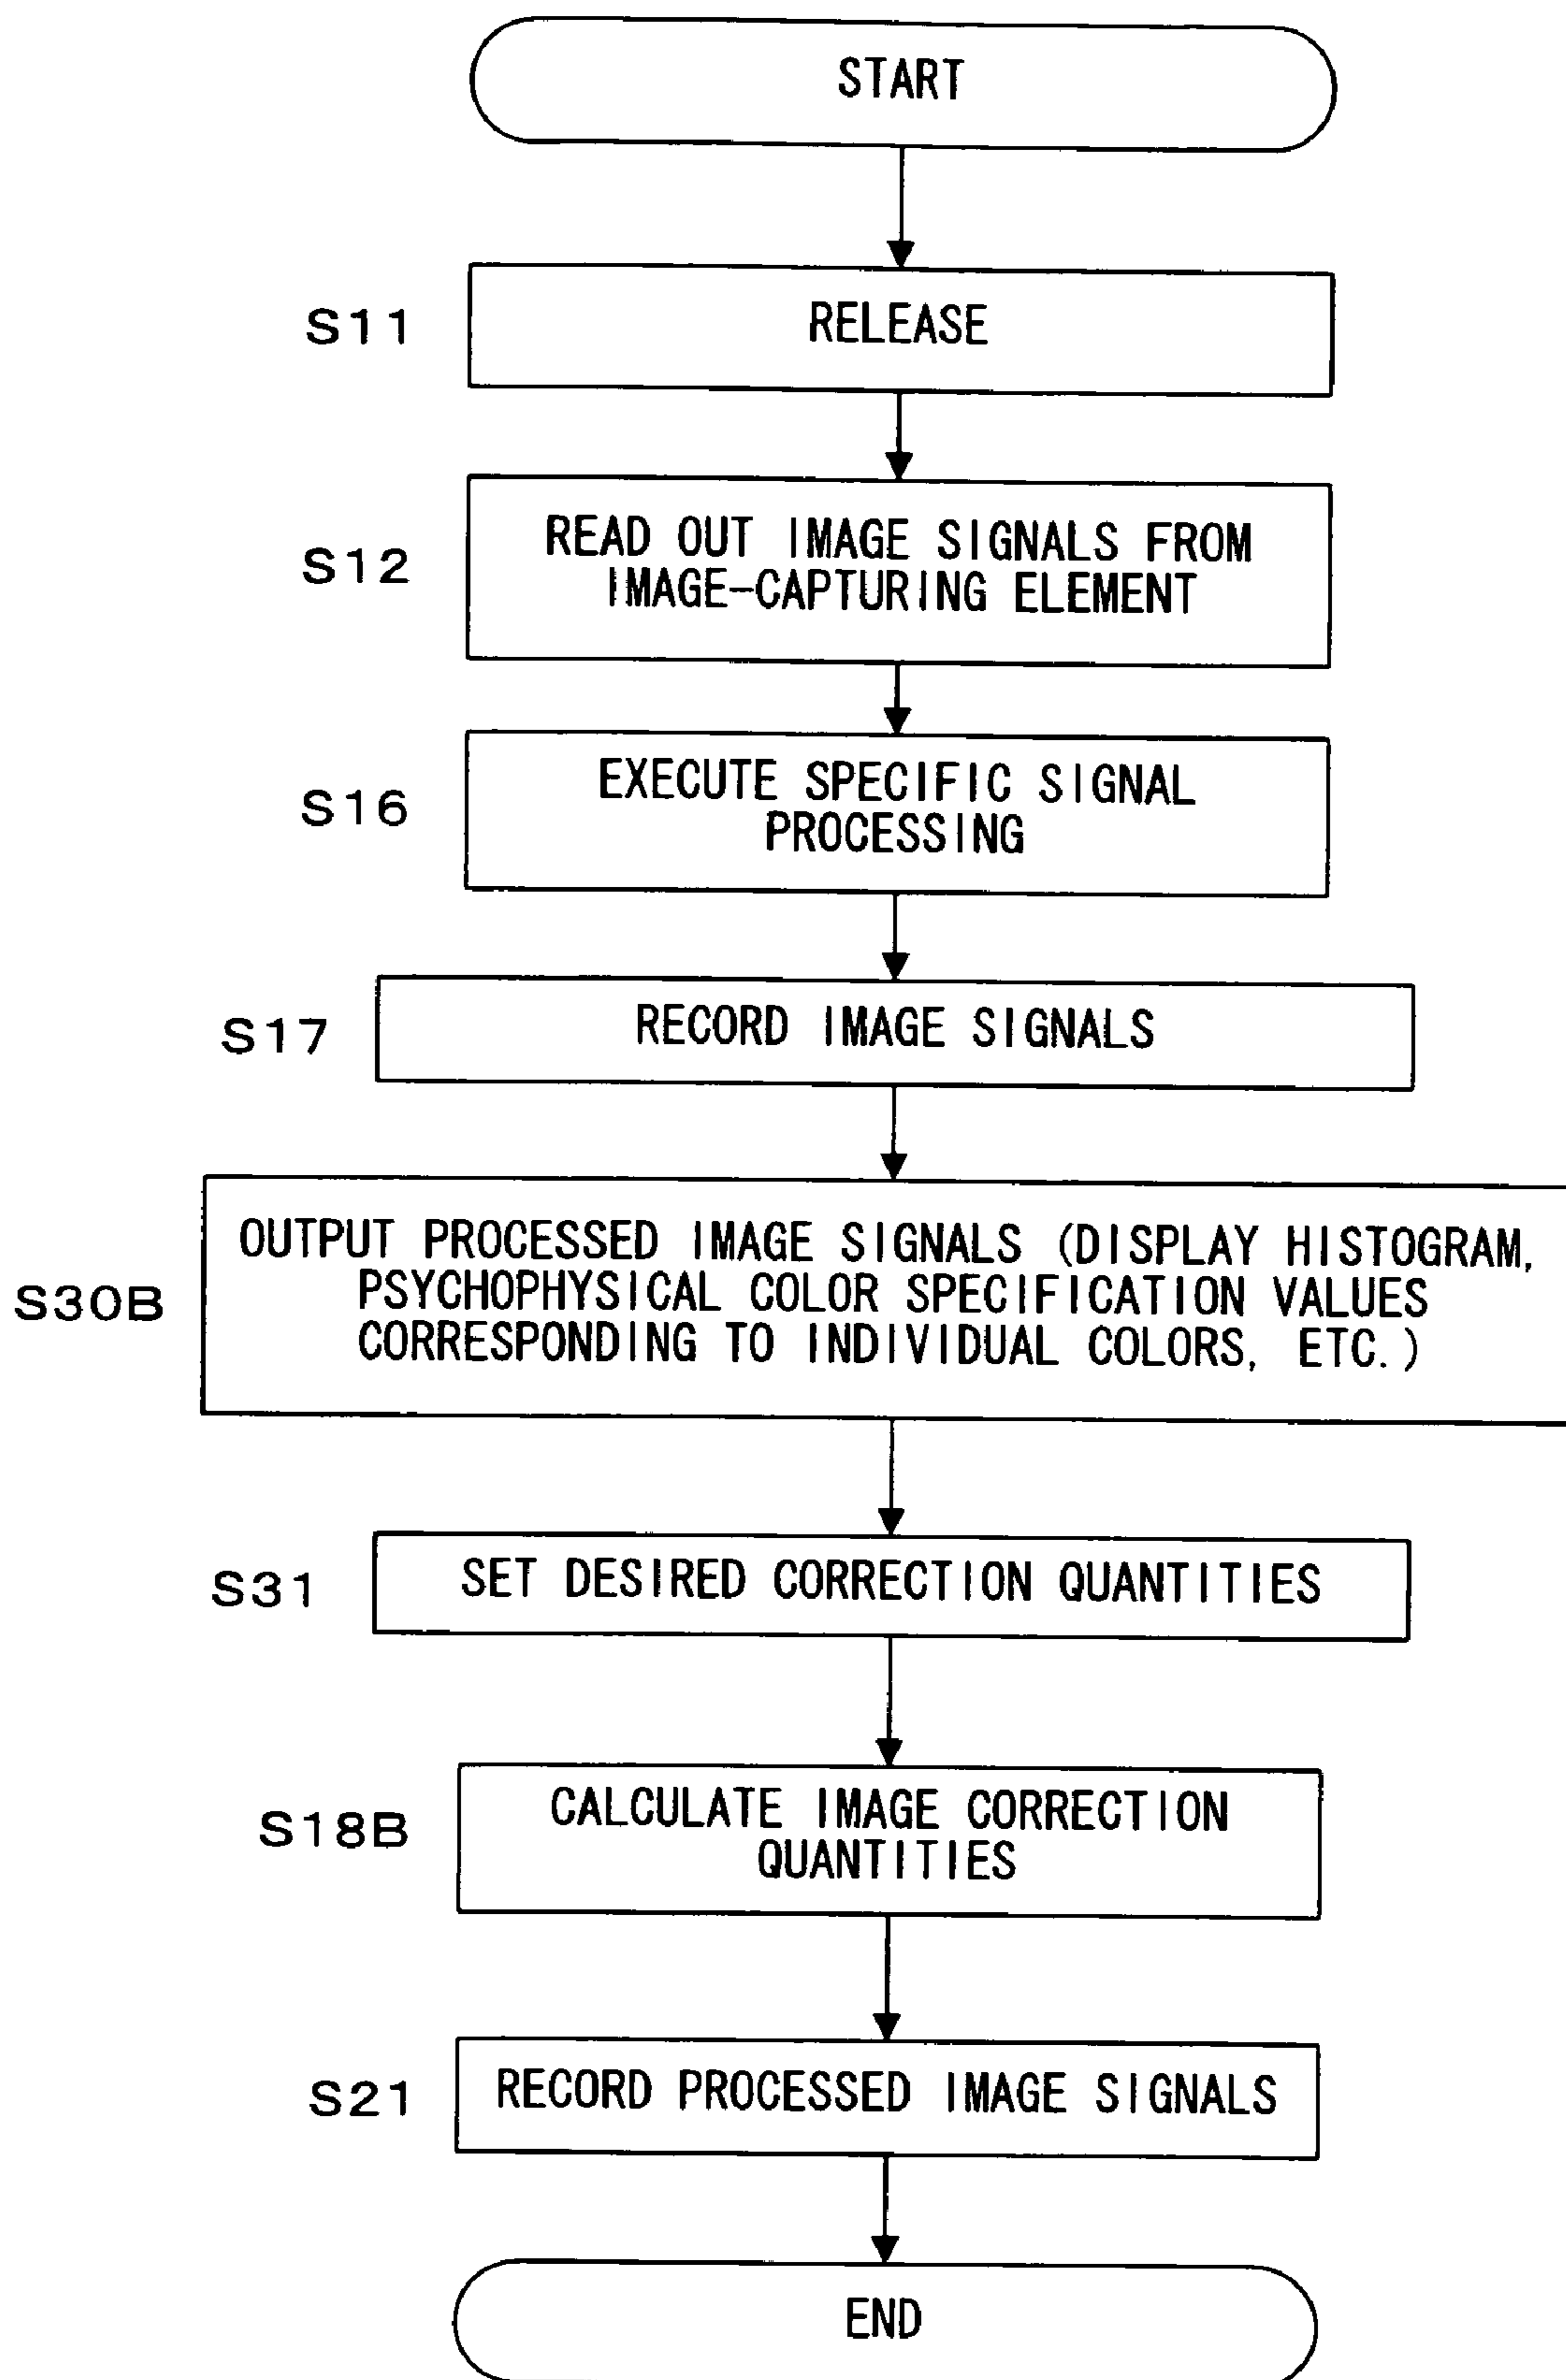 START
S11
RELEASE
S12
READ OUT IMAGE SIGNALS FROM
IMAGE-CAPTURING ELEMENT
S16
EXECUTE SPECIFIC SIGNAL
PROCESSING
S17
RECORD IMAGE SIGNALS
S30B
OUTPUT PROCESSED IMAGE SIGNALS (DISPLAY HISTOGRAM,
PSYCHOPHYSICAL COLOR SPECIFICATION VALUES
CORRESPONDING TO INDIVIDUAL COLORS, ETC.)
S31
SET DESIRED CORRECTION QUANTITIES
S18B
CALCULATE IMAGE CORRECTION
QUANTITIES
S21
RECORD PROCESSED IMAGE SIGNALS
END